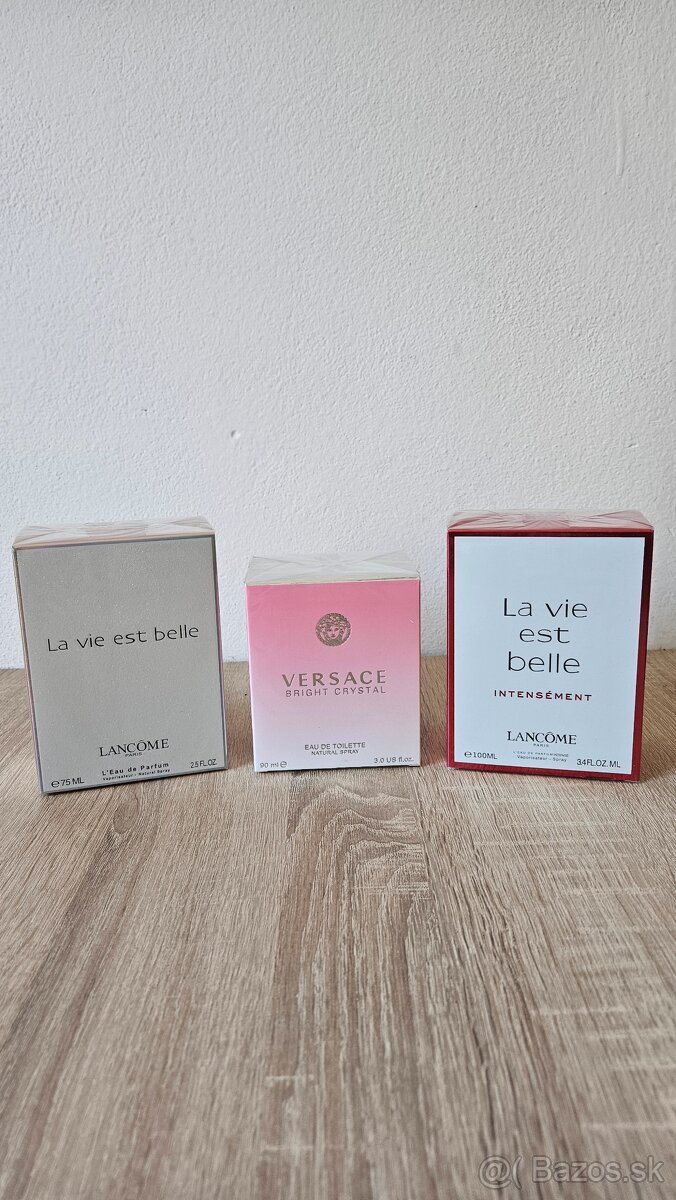 La vie est belle
LANCÔME
PARIS
L'Eau de Parfum
Vaporisateur - Natural Spray
℮ 75 ML
2.5 FL.OZ.
VERSACE
BRIGHT CRYSTAL
EAU DE TOILETTE
NATURAL SPRAY
90 ml ℮
3.0 US fl.oz.
La vie
est
belle
INTENSÉMENT
LANCÔME
PARIS
Vaporisateur - Spray
℮ 100ML
3.4FL.OZ.ML
@( Bazos.sk